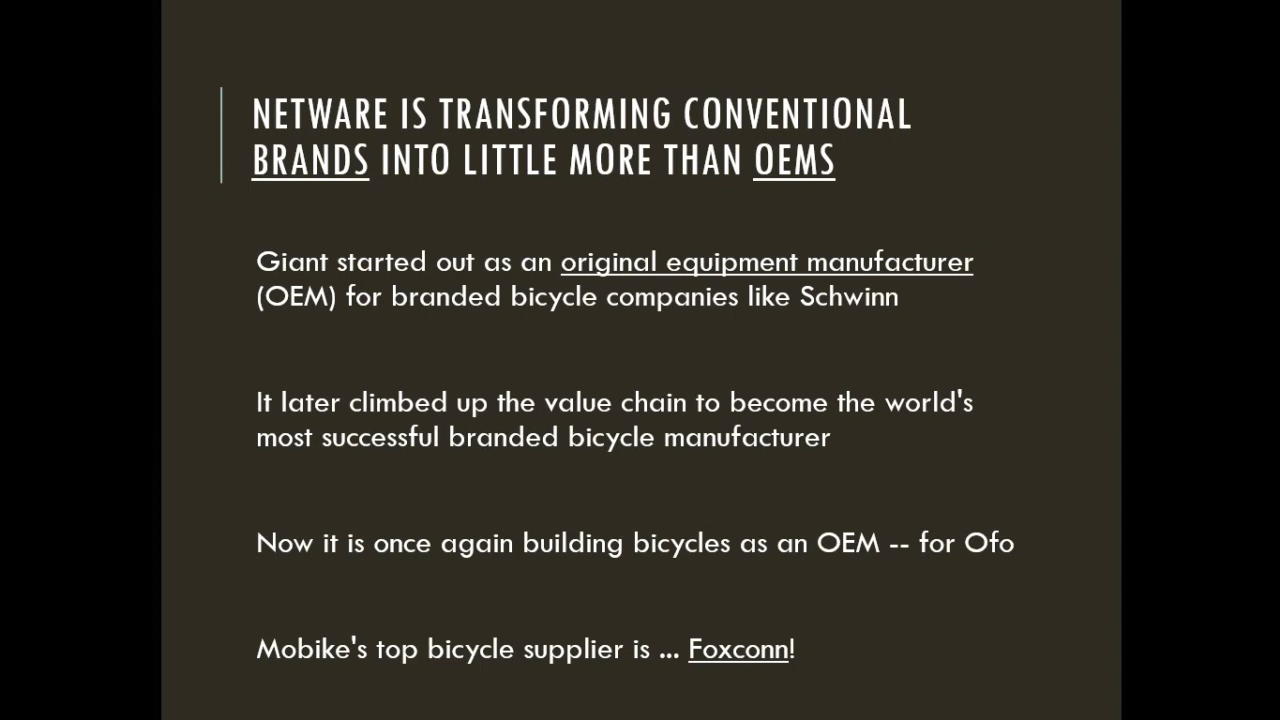 NETWARE IS TRANSFORMING CONVENTIONAL
BRANDS INTO LITTLE MORE THAN OEMS
Giant started out as an original equipment manufacturer
(OEM) for branded bicycle companies like Schwinn
It later climbed up the value chain to become the world's
most successful branded bicycle manufacturer
Now it is once again building bicycles as an OEM -- for Ofo
Mobike's top bicycle supplier is ... Foxconn!